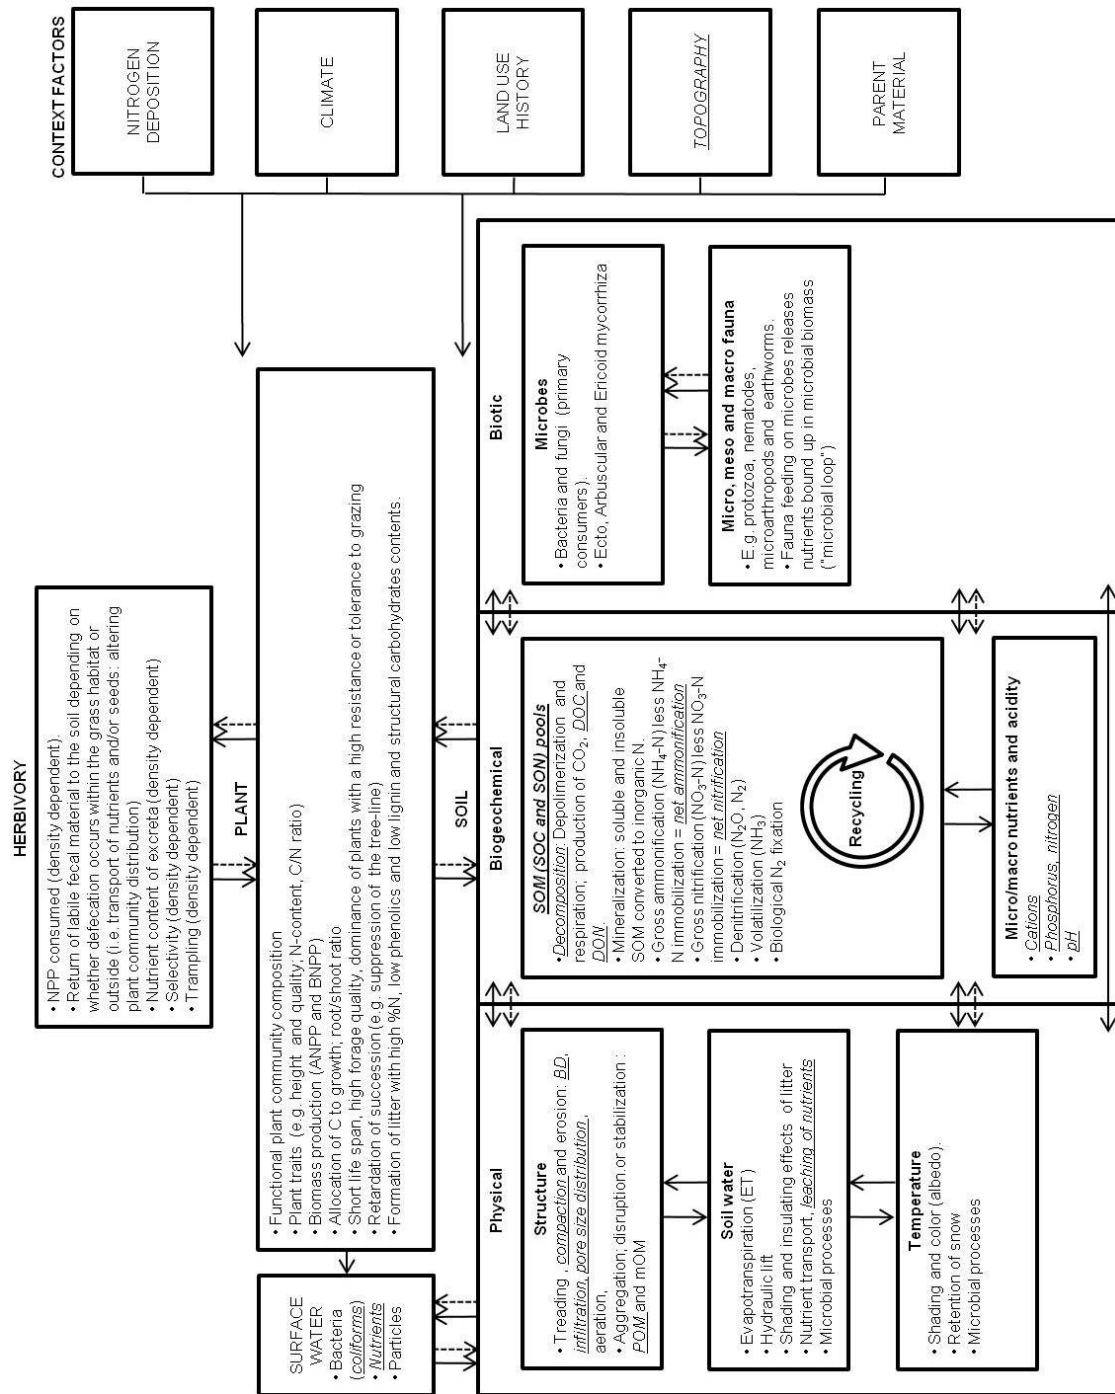 HERBIVORY
• NPP consumed (density dependent).
• Return of labile fecal material to the soil depending on
whether defecation occurs within the grass habitat or
outside (i.e. transport of nutrients and/or seeds: altering
plant community distribution)
• Nutrient content of excreta (density dependent)
• Selectivity (density dependent)
• Trampling (density dependent)
CONTEXT FACTORS
NITROGEN
DEPOSITION
CLIMATE
LAND USE
HISTORY
TOPOGRAPHY
PARENT
MATERIAL
PLANT
• Functional plant community composition
• Plant traits (e.g. height and quality, N-content, C/N ratio)
• Biomass production (ANPP and BNPP)
• Allocation of C to growth; root/shoot ratio
• Short life span, high forage quality, dominance of plants with a high resistance or tolerance to grazing
• Retardation of succession (e.g. suppression of the tree-line)
• Formation of litter with high %N, low phenolics and low lignin and structural carbohydrates contents.
SURFACE
WATER
• Bacteria
(coliforms)
• Nutrients
• Particles
SOIL
Physical
Structure
• Treading , compaction and erosion: BD,
infiltration, pore size distribution,
aeration,
• Aggregation; disruption or stabilization :
POM and mOM
Soil water
• Evapotranspiration (ET)
• Hydraulic lift
• Shading and insulating effects of litter
• Nutrient transport, leaching of nutrients
• Microbial processes
Temperature
• Shading and color (albedo).
• Retention of snow
• Microbial processes
Biogeochemical
SOM (SOC and SON) pools
• Decomposition: Depolimerization and
respiration; production of CO₂, DOC and
DON.
• Mineralization: soluble and insoluble
SOM converted to inorganic N.
• Gross ammonification (NH₄-N) less NH₄-
N immobilization = net ammonification
• Gross nitrification (NO₃-N) less NO₃-N
immobilization = net nitrification
• Denitrification (N₂O, N₂)
• Volatilization (NH₃)
• Biological N₂ fixation
Recycling
Micro/macro nutrients and acidity
• Cations
• Phosphorus, nitrogen
• pH
Biotic
Microbes
• Bacteria and fungi (primary
consumers).
• Ecto, Arbuscular and Ericoid mycorrhiza
Micro, meso and macro fauna
• E.g. protozoa, nematodes,
microarthropods and earthworms.
• Fauna feeding on microbes releases
nutrients bound up in microbial biomass
("microbial loop")